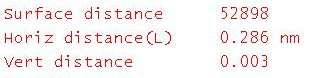 Surface distance 52898
Horiz distance(L) 0.286 nm
Vert distance 0.003